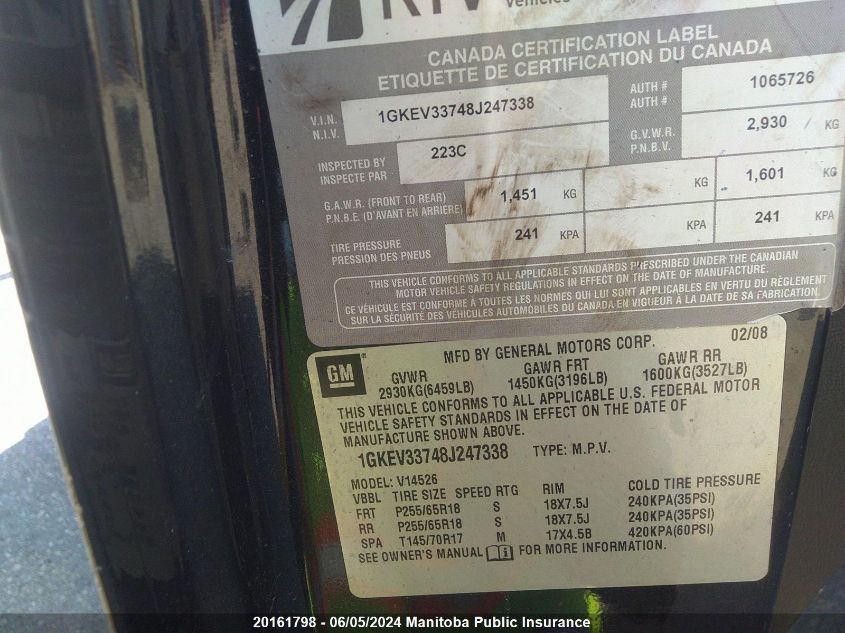 Vehicles
CANADA CERTIFICATION LABEL
ETIQUETTE DE CERTIFICATION DU CANADA
V.I.N. 1GKEV33748J247338 AUTH # 1065726
N.I.V. AUTH #
INSPECTED BY 223C G.V.W.R. 2,930 KG
INSPECTE PAR P.N.B.V.
G.A.W.R. (FRONT TO REAR) 1,451 KG KG 1,601 KG
P.N.B.E. (D'AVANT EN ARRIÈRE)
TIRE PRESSURE 241 KPA KPA 241 KPA
PRESSION DES PNEUS
THIS VEHICLE CONFORMS TO ALL APPLICABLE STANDARDS PRESCRIBED UNDER THE CANADIAN
MOTOR VEHICLE SAFETY REGULATIONS IN EFFECT ON THE DATE OF MANUFACTURE.
CE VÉHICULE EST CONFORME À TOUTES LES NORMES QUI LUI SONT APPLICABLES EN VERTU DU RÈGLEMENT
SUR LA SÉCURITÉ DES VÉHICULES AUTOMOBILES DU CANADA EN VIGUEUR À LA DATE DE SA FABRICATION.
GM MFD BY GENERAL MOTORS CORP. 02/08
GVWR GAWR FRT GAWR RR
2930KG(6459LB) 1450KG(3196LB) 1600KG(3527LB)
THIS VEHICLE CONFORMS TO ALL APPLICABLE U.S. FEDERAL MOTOR
VEHICLE SAFETY STANDARDS IN EFFECT ON THE DATE OF
MANUFACTURE SHOWN ABOVE.
1GKEV33748J247338 TYPE: M.P.V.
MODEL: V14526
VBBL TIRE SIZE SPEED RTG RIM COLD TIRE PRESSURE
FRT P255/65R18 S 18X7.5J 240KPA(35PSI)
RR P255/65R18 S 18X7.5J 240KPA(35PSI)
SPA T145/70R17 M 17X4.5B 420KPA(60PSI)
SEE OWNER'S MANUAL FOR MORE INFORMATION.
20161798 - 06/05/2024 Manitoba Public Insurance